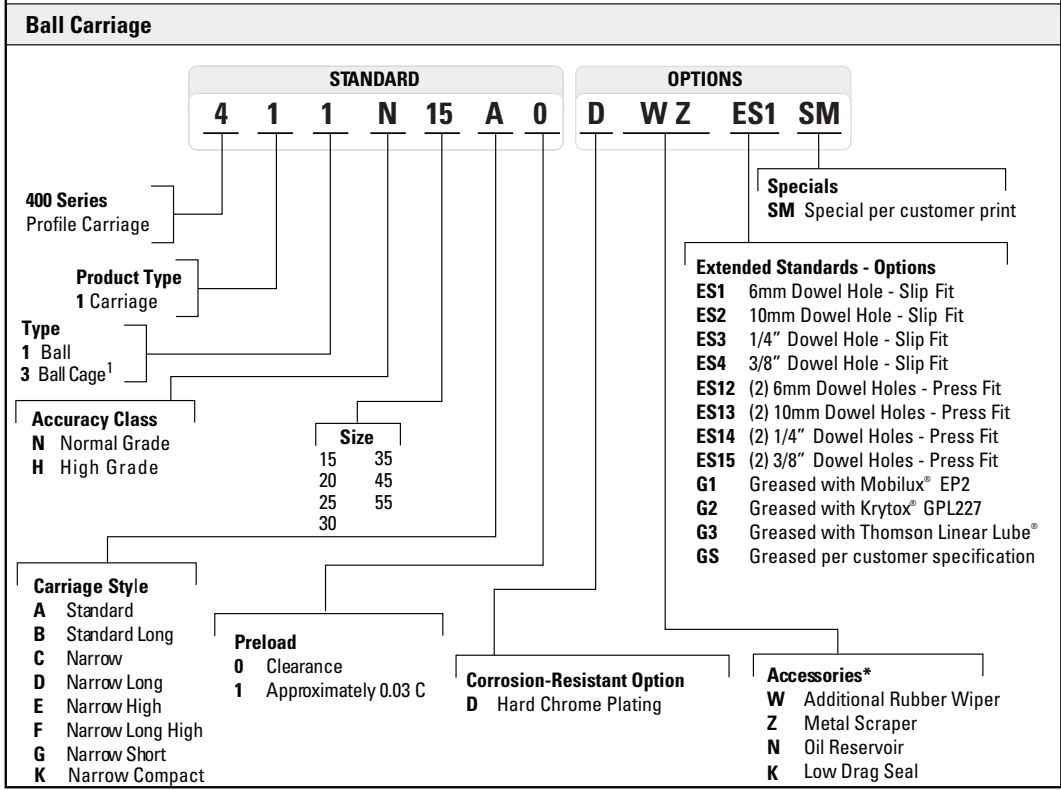 Ball Carriage
STANDARD
OPTIONS
4 1 1 N 15 A 0 D W Z ES1 SM
400 Series
Profile Carriage
Product Type
1 Carriage
Type
1 Ball
3 Ball Cage1
Accuracy Class
N Normal Grade
H High Grade
Size
15 35
20 45
25 55
30
Carriage Style
A Standard
B Standard Long
C Narrow
D Narrow Long
E Narrow High
F Narrow Long High
G Narrow Short
K Narrow Compact
Preload
0 Clearance
1 Approximately 0.03 C
Corrosion-Resistant Option
D Hard Chrome Plating
Accessories*
W Additional Rubber Wiper
Z Metal Scraper
N Oil Reservoir
K Low Drag Seal
Extended Standards - Options
ES1 6mm Dowel Hole - Slip Fit
ES2 10mm Dowel Hole - Slip Fit
ES3 1/4” Dowel Hole - Slip Fit
ES4 3/8” Dowel Hole - Slip Fit
ES12 (2) 6mm Dowel Holes - Press Fit
ES13 (2) 10mm Dowel Holes - Press Fit
ES14 (2) 1/4” Dowel Holes - Press Fit
ES15 (2) 3/8” Dowel Holes - Press Fit
G1 Greased with Mobilux® EP2
G2 Greased with Krytox® GPL227
G3 Greased with Thomson Linear Lube®
GS Greased per customer specification
Specials
SM Special per customer print